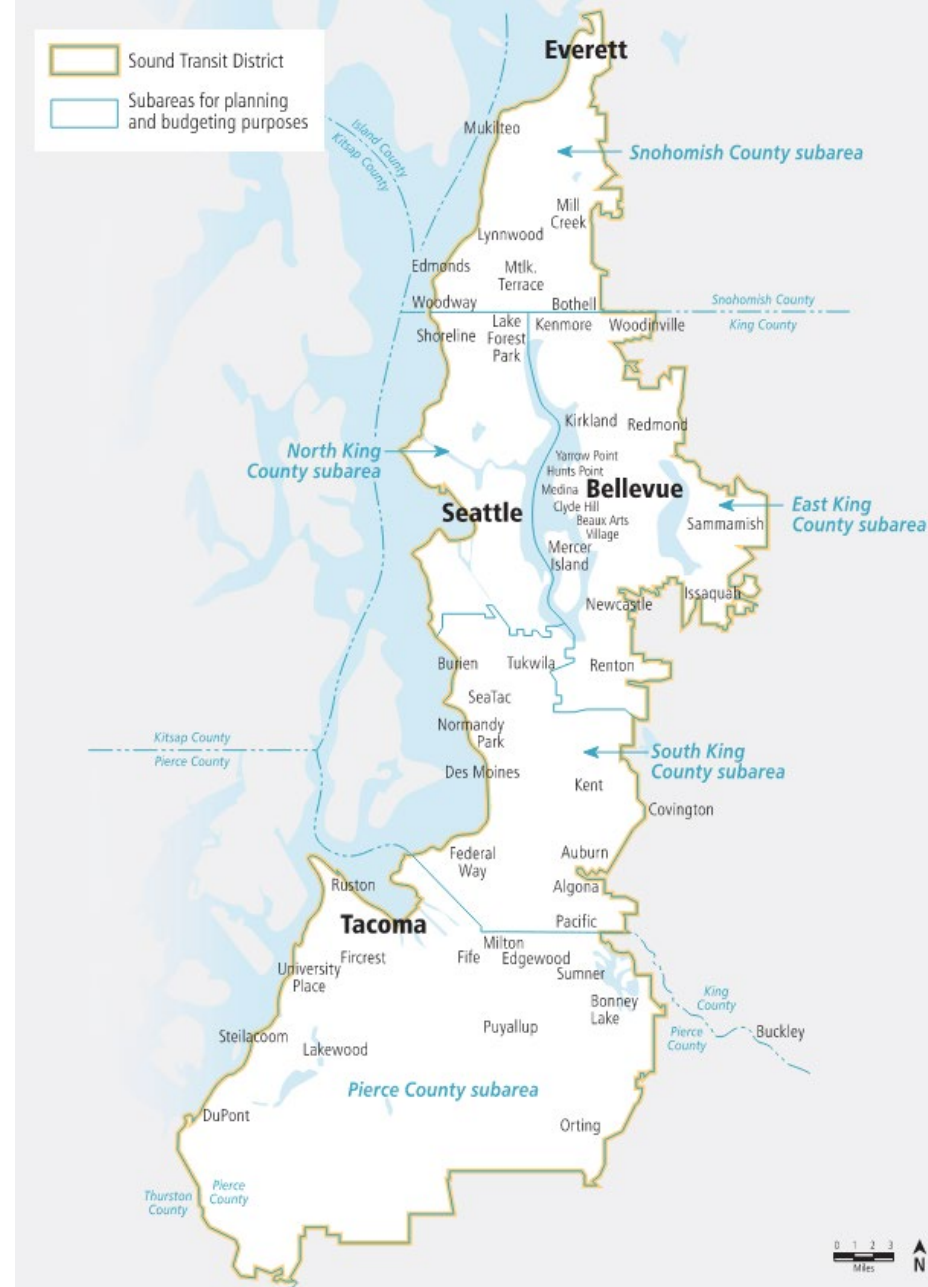 Sound Transit District
Subareas for planning
and budgeting purposes
Everett
Island County
Kitsap County
Mukilteo
Snohomish County subarea
Mill
Creek
Lynnwood
Edmonds
Mtlk.
Terrace
Woodway
Bothell
Snohomish County
King County
Shoreline
Lake
Forest
Park
Kenmore
Woodinville
Kirkland
Redmond
North King
County subarea
Yarrow Point
Hunts Point
Medina
Bellevue
Clyde Hill
Beaux Arts
Village
Seattle
Sammamish
East King
County subarea
Mercer
Island
Newcastle
Issaquah
Burien
Tukwila
Renton
SeaTac
Normandy
Park
Kitsap County
Pierce County
South King
County subarea
Des Moines
Kent
Covington
Federal
Way
Auburn
Ruston
Algona
Tacoma
Pacific
Milton
Fircrest
Fife
Edgewood
University
Place
Sumner
Bonney
Lake
King
County
Pierce
County
Buckley
Puyallup
Steilacoom
Lakewood
Pierce County subarea
DuPont
Orting
Thurston
County
Pierce
County
0 1 2 3
Miles
N